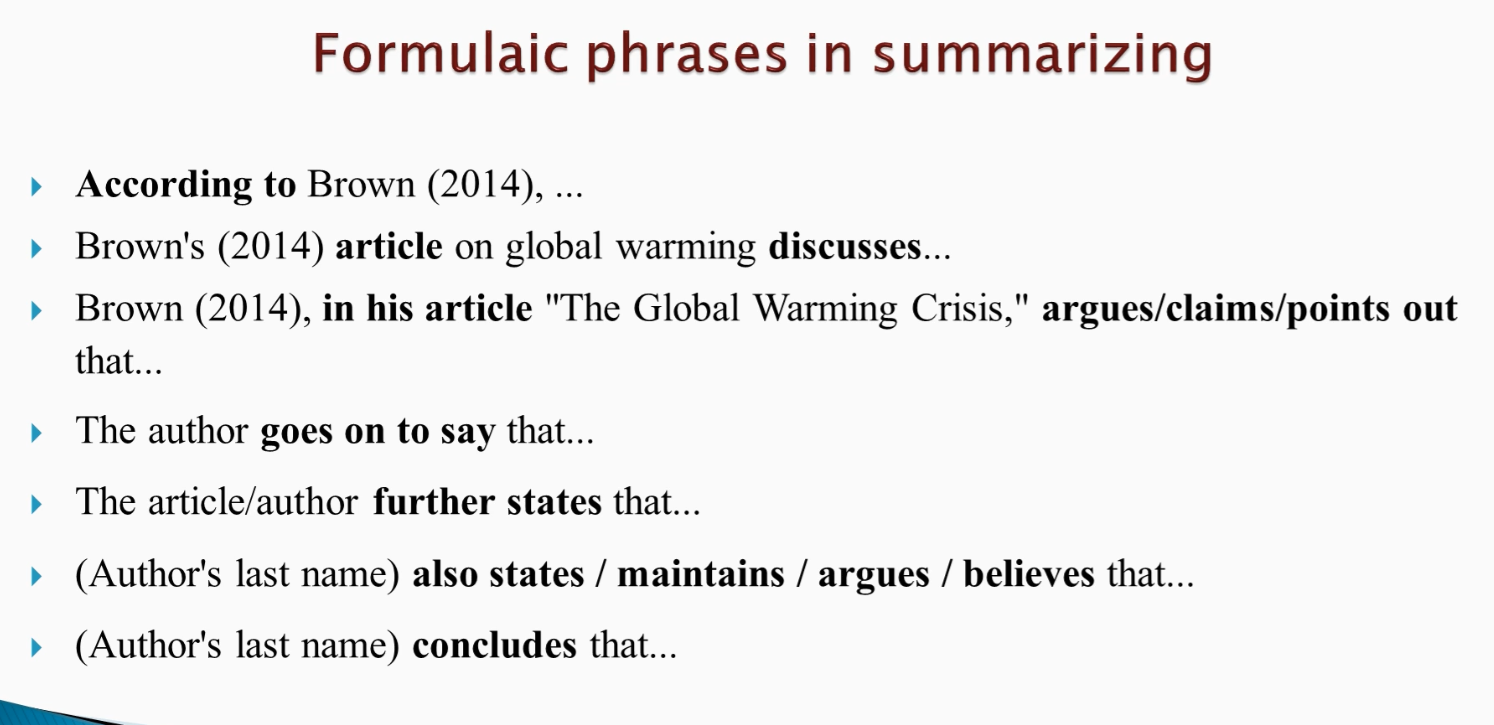 Formulaic phrases in summarizing
According to Brown (2014), ...
Brown's (2014) article on global warming discusses...
Brown (2014), in his article "The Global Warming Crisis," argues/claims/points out
that...
The author goes on to say that...
The article/author further states that...
(Author's last name) also states / maintains / argues / believes that...
(Author's last name) concludes that...